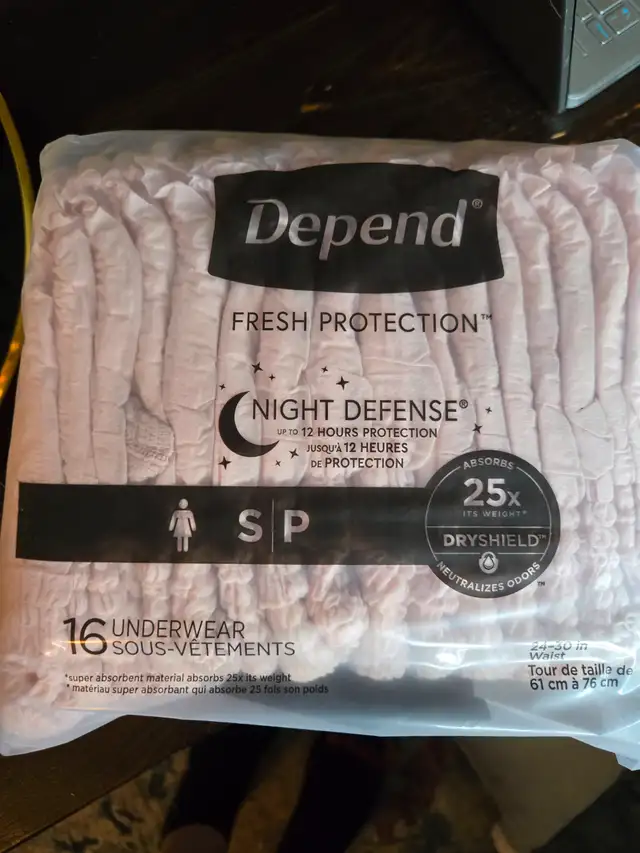 Depend®
FRESH PROTECTION™
NIGHT DEFENSE®
UP TO 12 HOURS PROTECTION
JUSQU'À 12 HEURES
DE PROTECTION
ABSORBS
25x
ITS WEIGHT*
DRYSHIELD™
NEUTRALIZES ODORS™
S|P
16 UNDERWEAR
SOUS-VÊTEMENTS
*super absorbent material absorbs 25x its weight
*matériau super absorbant qui absorbe 25 fois son poids
24-30 in
Waist
Tour de taille de
61 cm à 76 cm